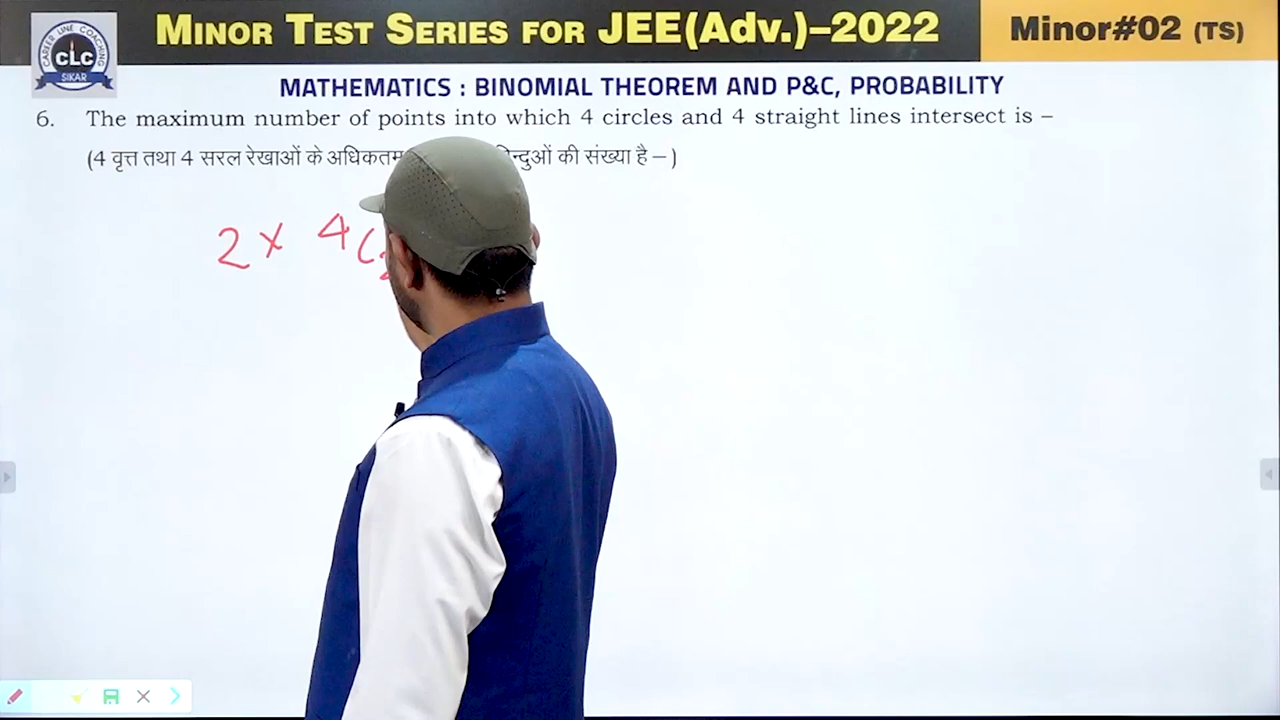 MINOR TEST SERIES FOR JEE(Adv.)–2022
Minor#02 (TS)
CAREER LINE COACHING
CLC
SIKAR
MATHEMATICS : BINOMIAL THEOREM AND P&C, PROBABILITY
6. The maximum number of points into which 4 circles and 4 straight lines intersect is –
(4 वृत्त तथा 4 सरल रेखाओं के अधिकतम की संख्या है – )
2 × 4C2